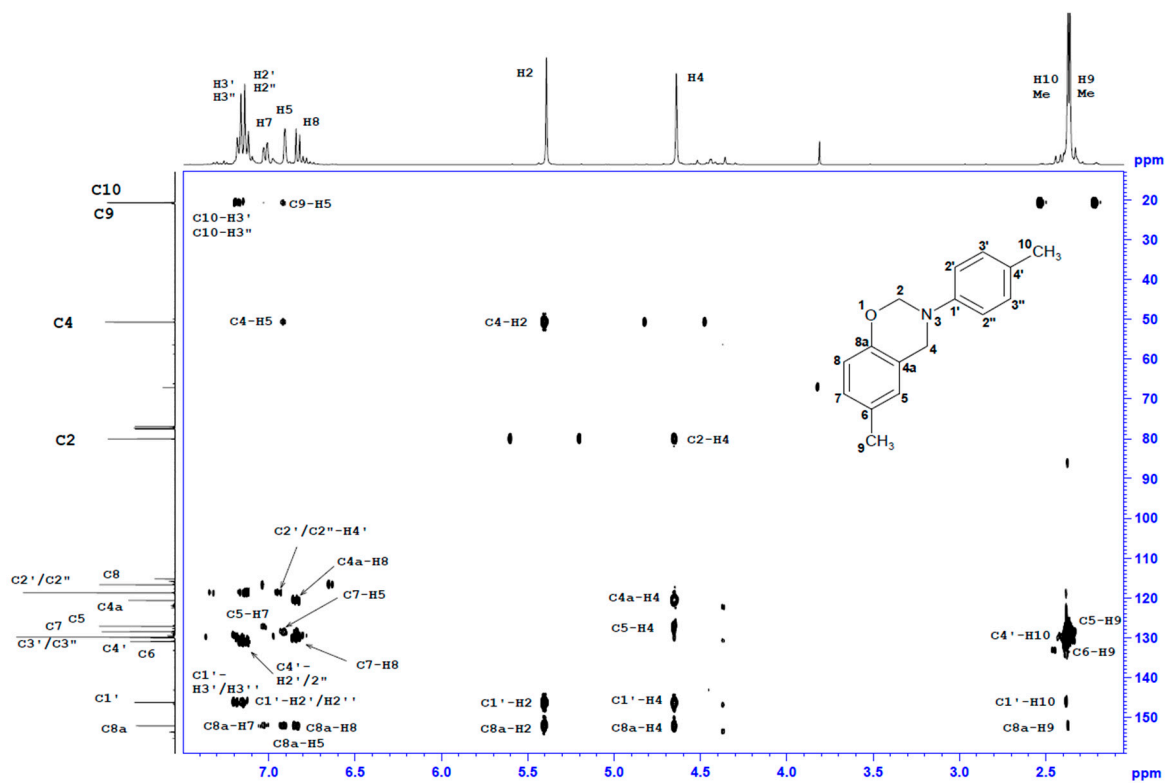 H3' H2'
H3" H2"
H7
H5
H8
H2
H4
H10 H9
Me Me
ppm
C10
C9
C4
C2
C8
C2'/C2"
C4a
C5
C7
C3'/C3"
C4'
C6
C1'
C8a
C10-H3'
C10-H3"
C9-H5
C4-H5
C4-H2
C2-H4
C2'/C2"-H4'
C4a-H8
C7-H5
C5-H7
C4a-H4
C5-H4
C5-H9
C4'-H10
C6-H9
C7-H8
C4'-
H2'/2"
C1'-
H3'/H3''
C1'-H2'/H2''
C1'-H2
C1'-H4
C1'-H10
C8a-H7
C8a-H8
C8a-H5
C8a-H2
C8a-H4
C8a-H9
3'
10
CH3
2'
4'
2
1
O
N
3
1'
3"
2"
8a
4
8
4a
7
5
6
9
CH3
20
30
40
50
60
70
80
90
100
110
120
130
140
150
7.0 6.5 6.0 5.5 5.0 4.5 4.0 3.5 3.0 2.5 ppm